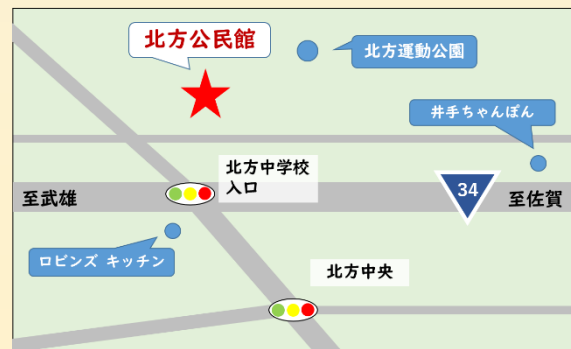 北方公民館
北方運動公園
井手ちゃんぽん
北方中学校
入口
34
至武雄
至佐賀
ロビンズ キッチン
北方中央